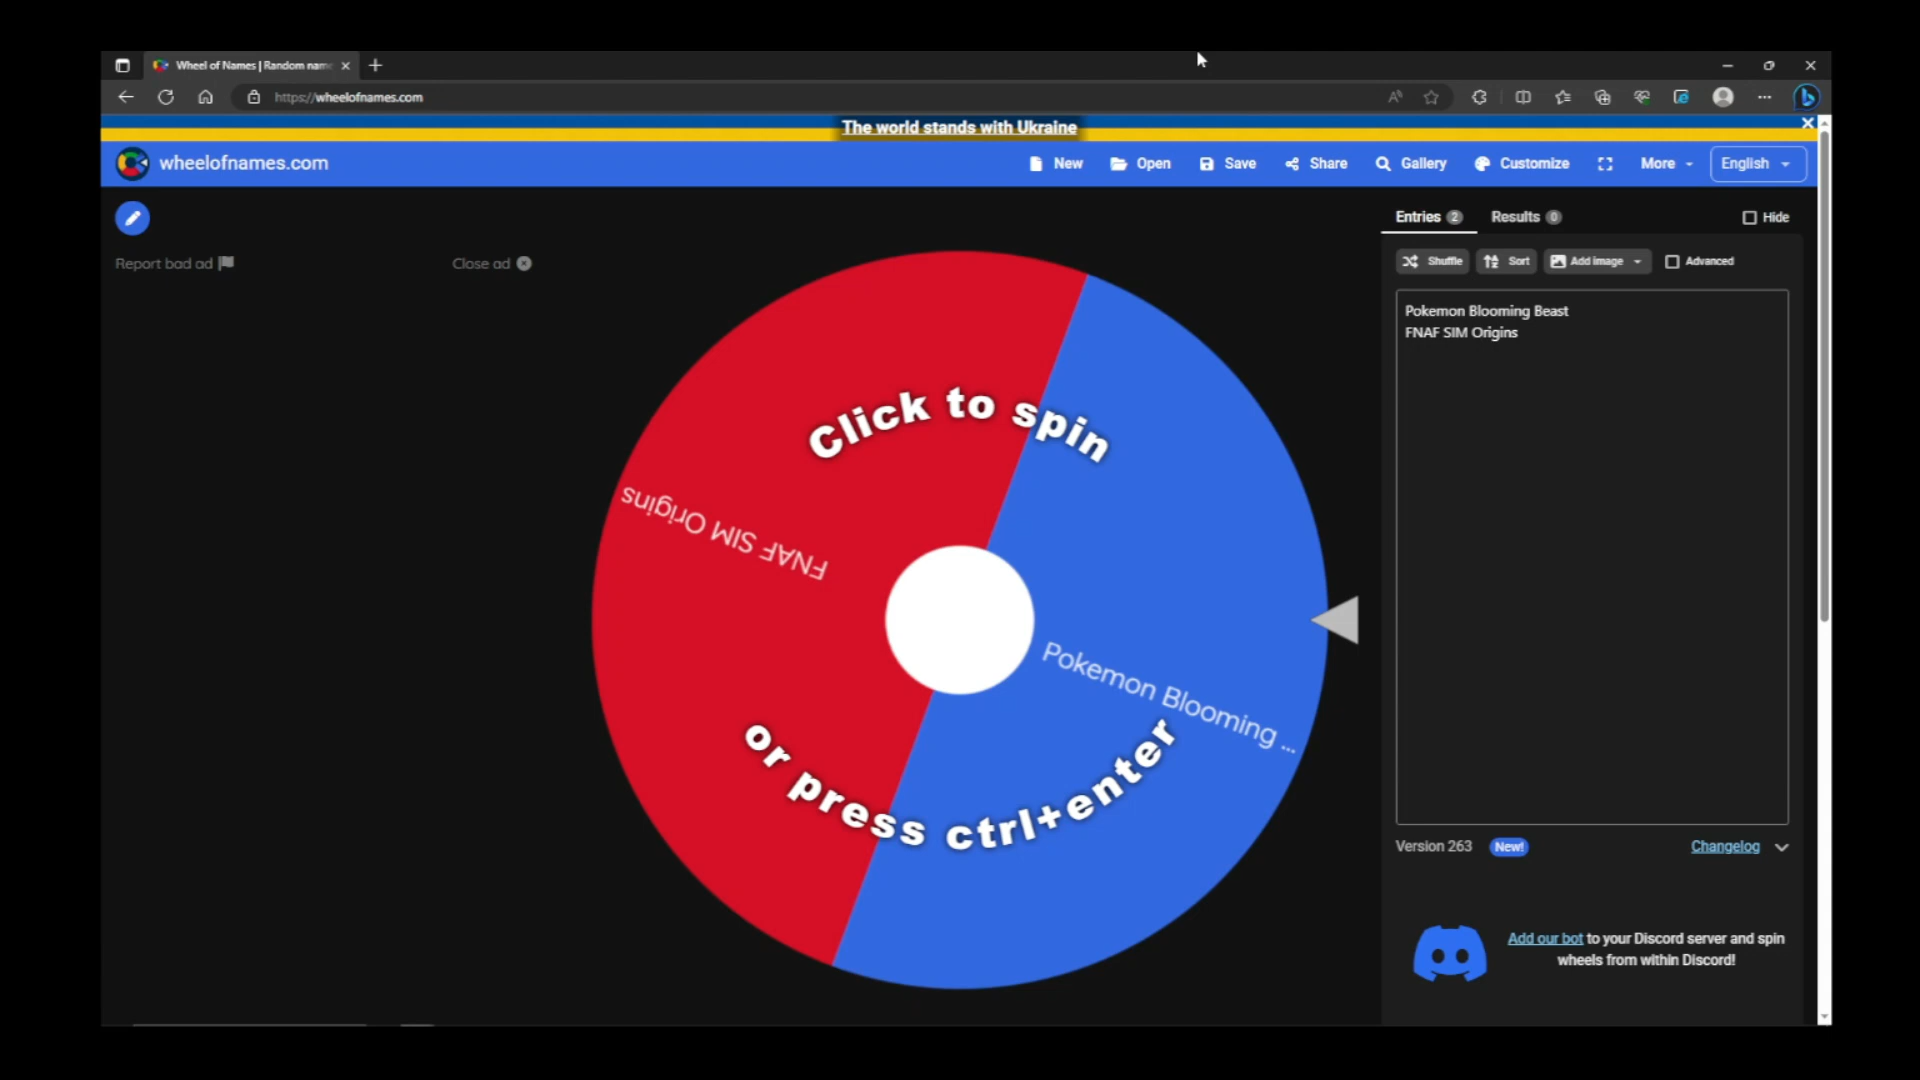 Wheel of Names | Random nam
https://wheelofnames.com
The world stands with Ukraine
wheelofnames.com
New
Open
Save
Share
Gallery
Customize
More
English
Report bad ad
Close ad
Entries 2
Results 0
Hide
Shuffle
Sort
Add image
Advanced
Pokemon Blooming Beast
FNAF SIM Origins
Click to spin
FNAF SIM Origins
Pokemon Blooming ...
or press ctrl+enter
Version 263
New!
Changelog
Add our bot to your Discord server and spin
wheels from within Discord!